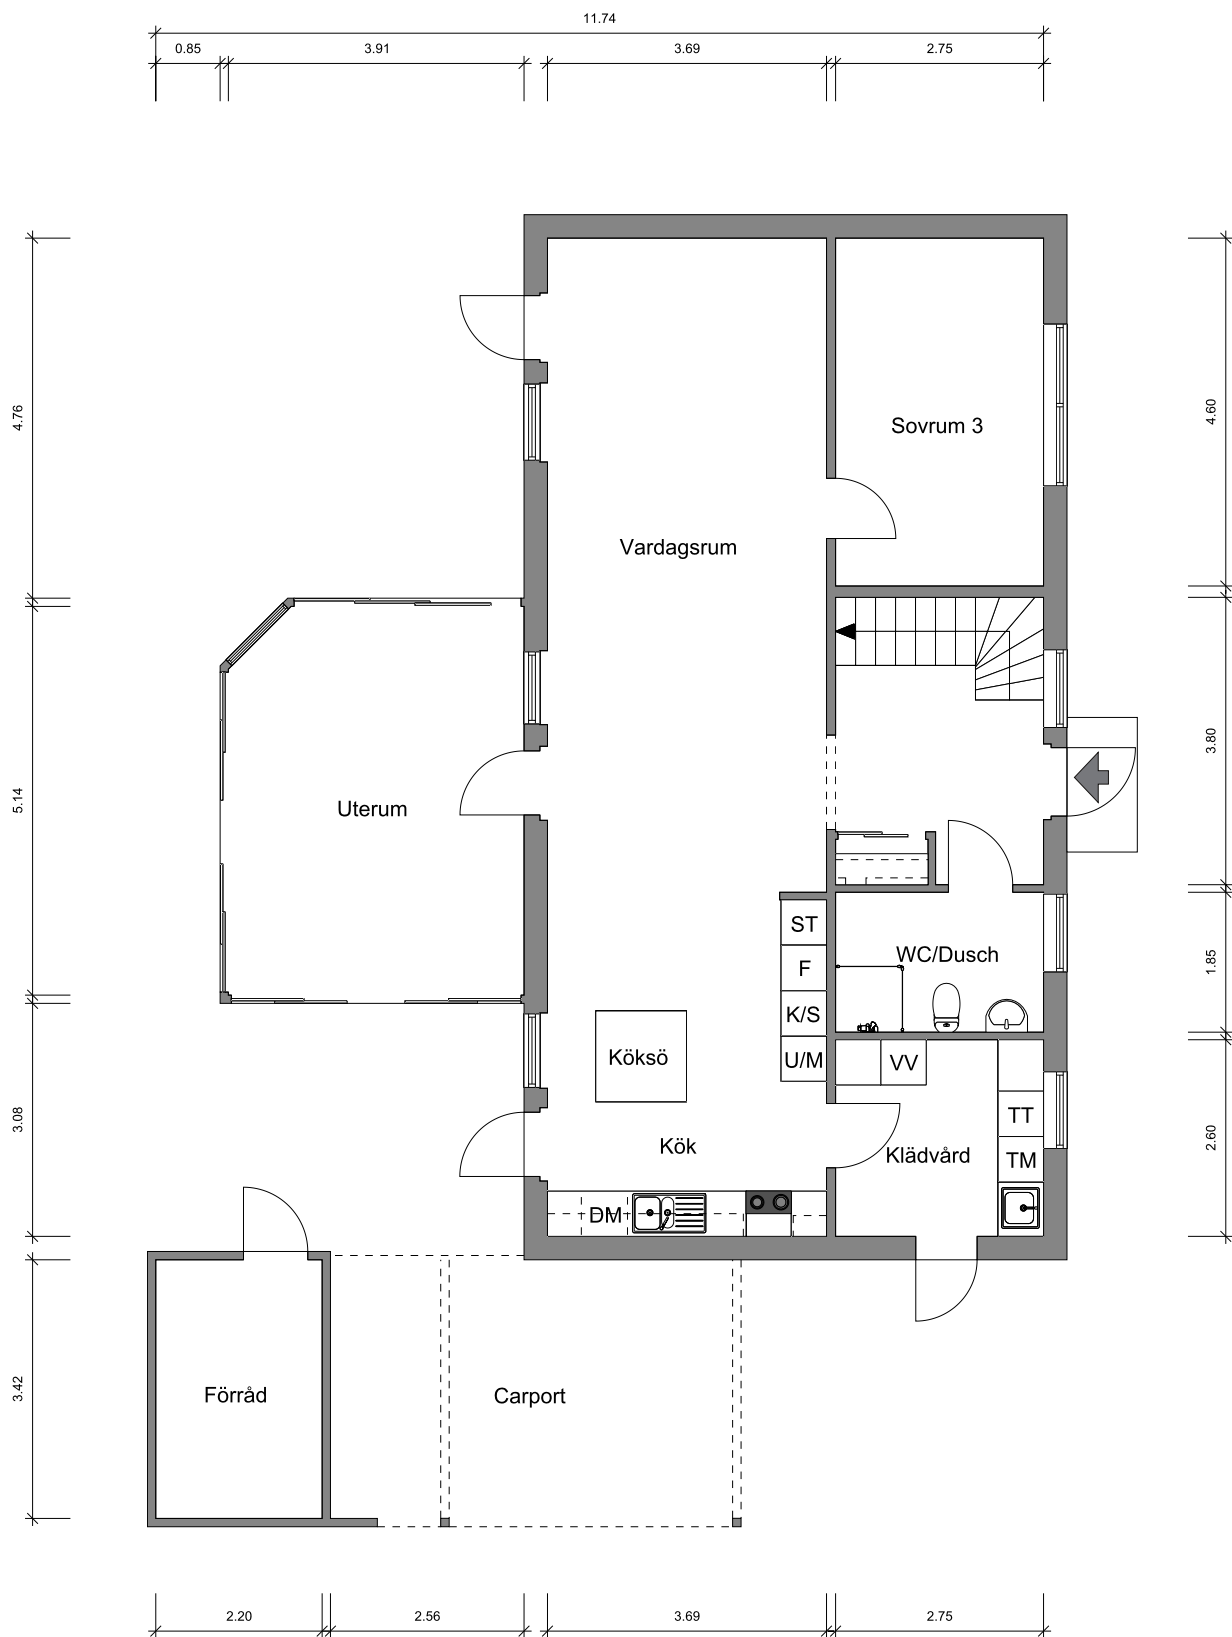 11.74
0.85
3.91
3.69
2.75
4.76
4.60
Sovrum 3
Vardagsrum
3.80
5.14
Uterum
ST
WC/Dusch
1.85
F
K/S
Köksö
U/M
VV
3.08
TT
2.60
Kök
Klädvård
TM
DM
3.42
Förråd
Carport
2.20
2.56
3.69
2.75